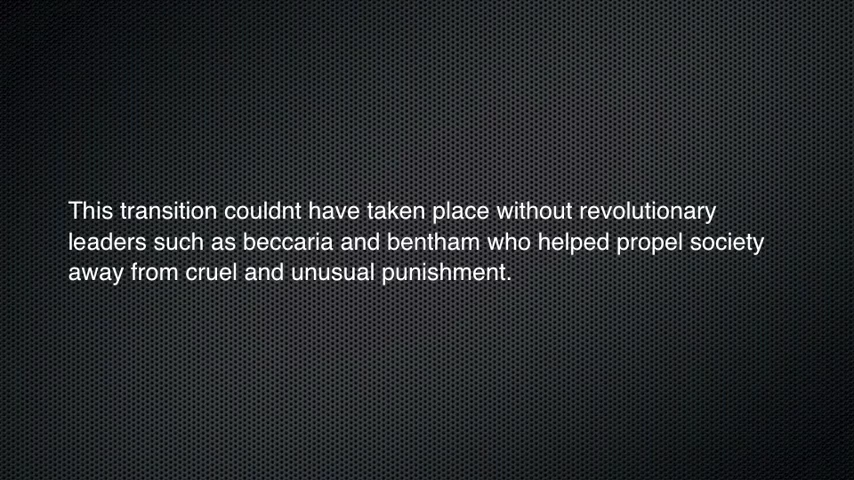 This transition couldnt have taken place without revolutionary
leaders such as beccaria and bentham who helped propel society
away from cruel and unusual punishment.